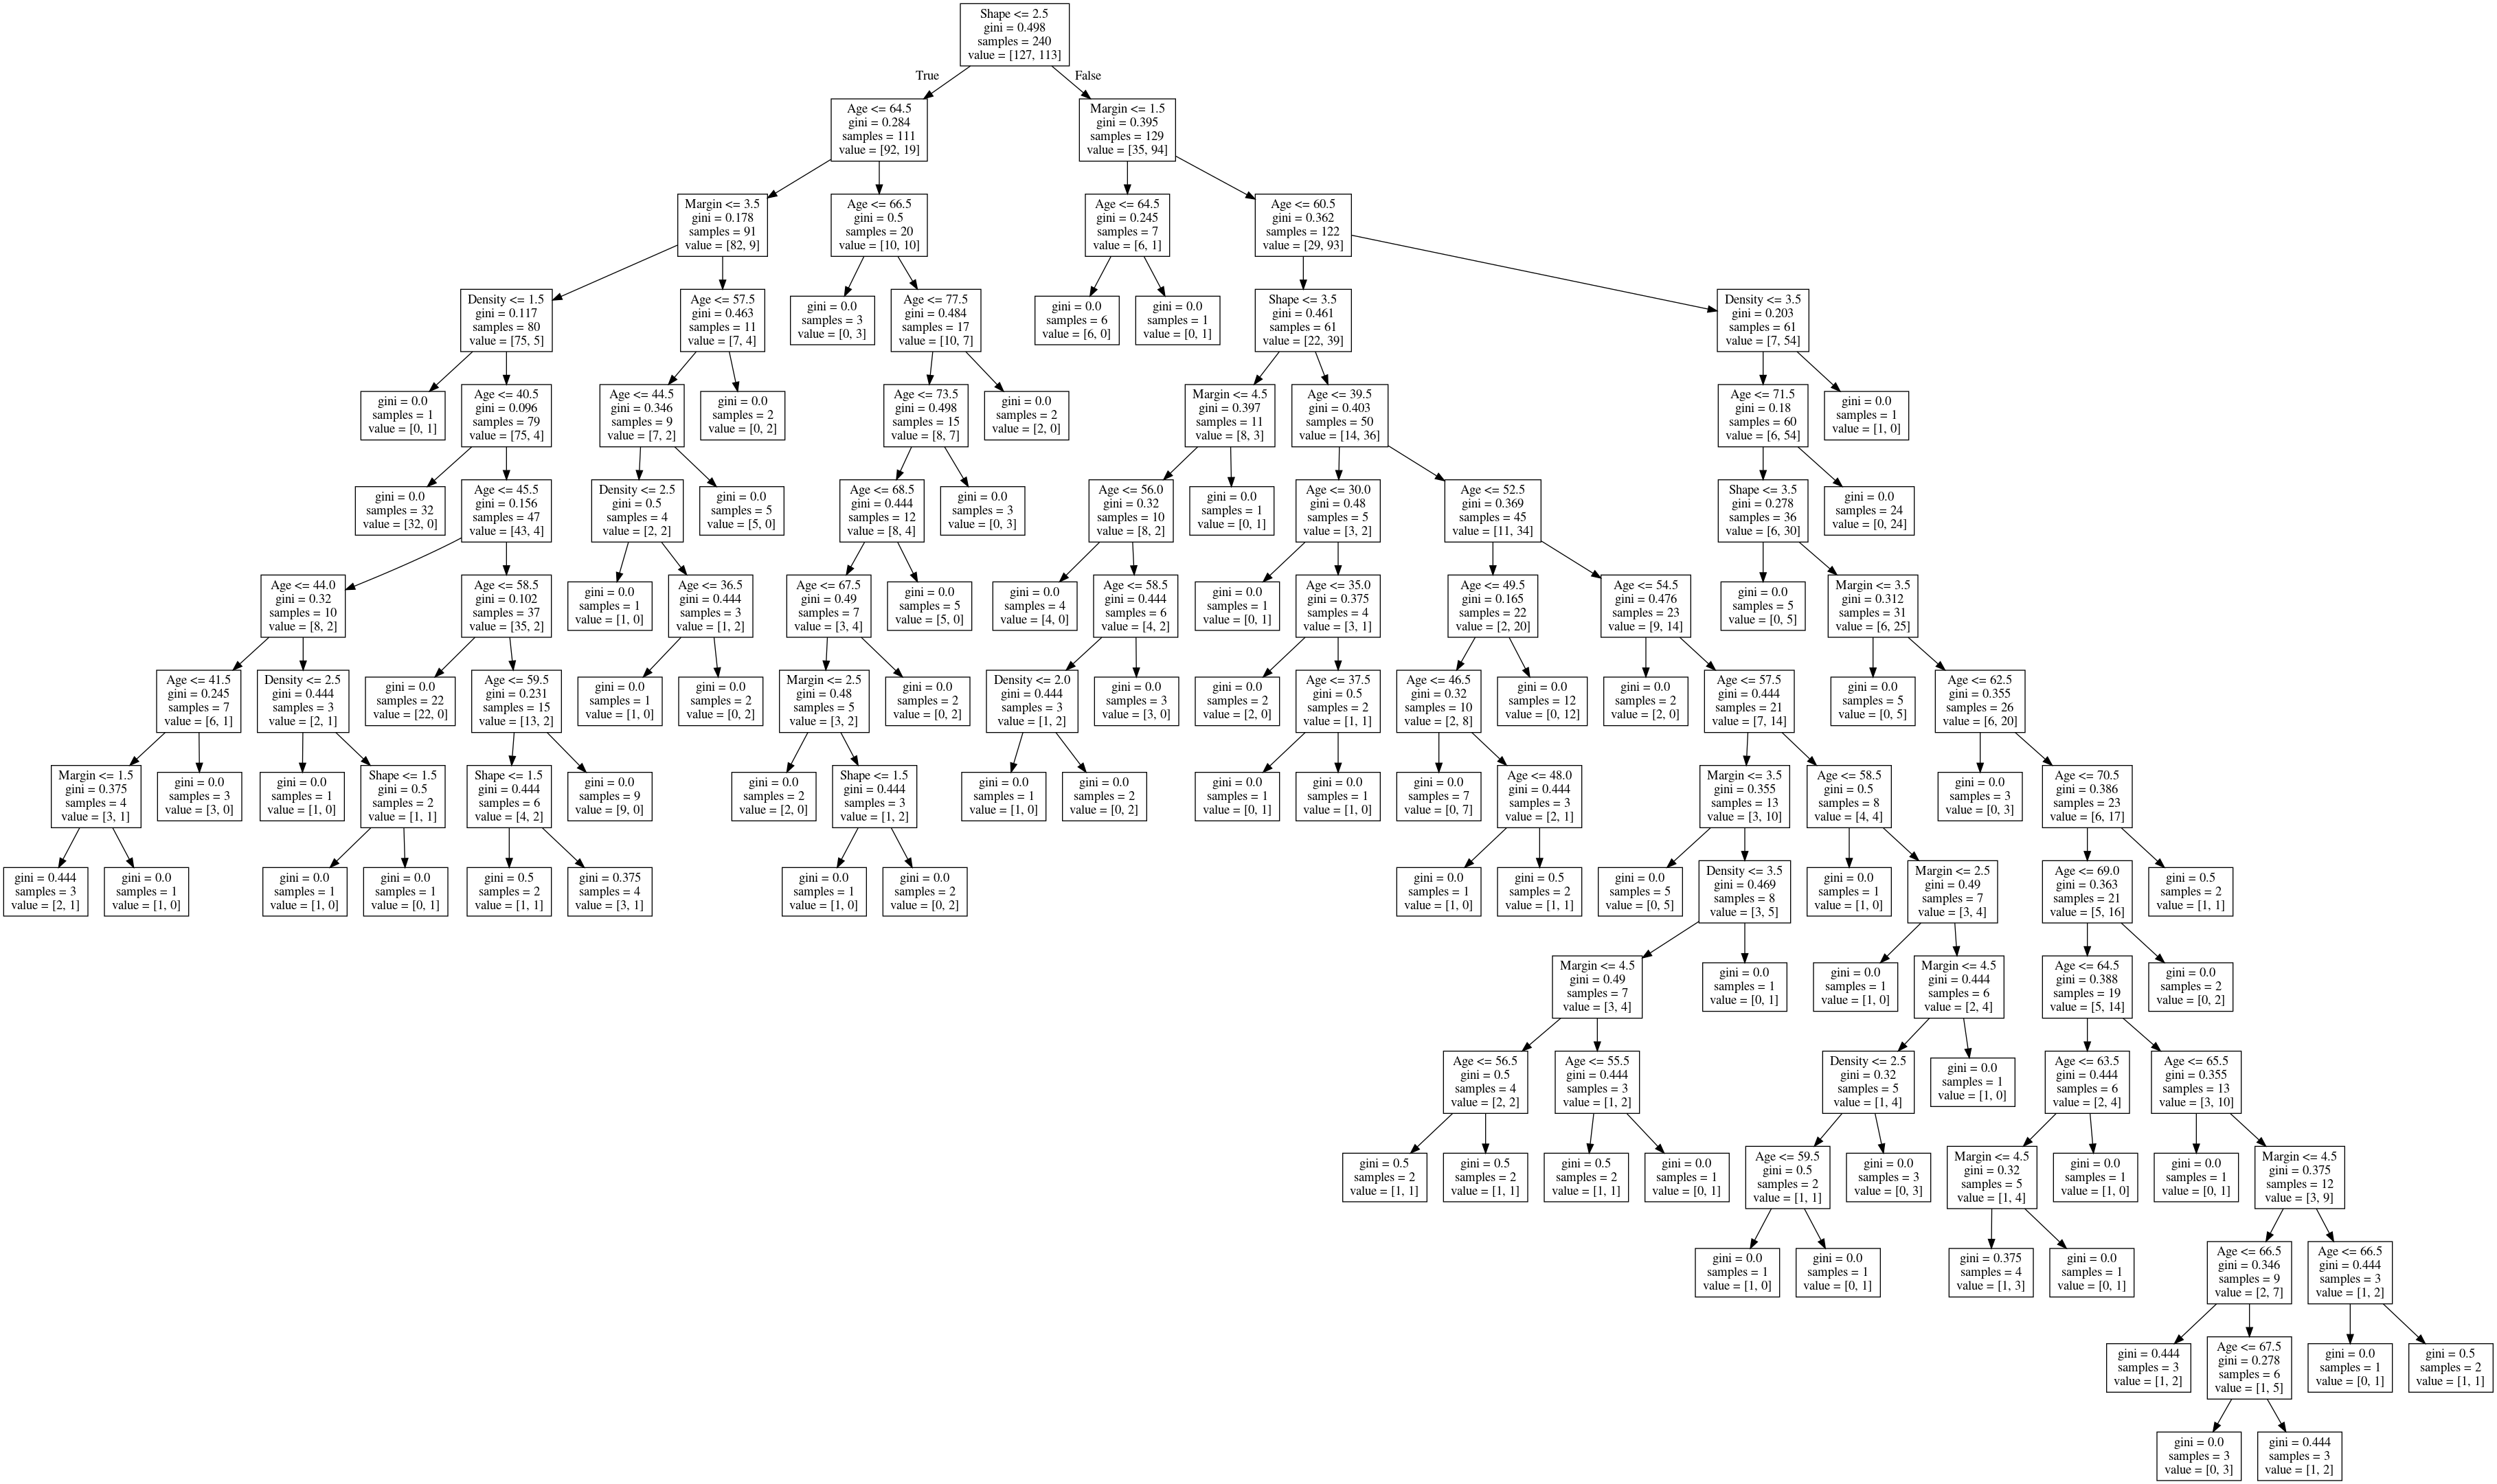 Shape <= 2.5
gini = 0.498
samples = 240
value = [127, 113]
True
False
Age <= 64.5
gini = 0.284
samples = 111
value = [92, 19]
Margin <= 1.5
gini = 0.395
samples = 129
value = [35, 94]
Margin <= 3.5
gini = 0.178
samples = 91
value = [82, 9]
Age <= 66.5
gini = 0.5
samples = 20
value = [10, 10]
Age <= 64.5
gini = 0.245
samples = 7
value = [6, 1]
Age <= 60.5
gini = 0.362
samples = 122
value = [29, 93]
Density <= 1.5
gini = 0.117
samples = 80
value = [75, 5]
Age <= 57.5
gini = 0.463
samples = 11
value = [7, 4]
gini = 0.0
samples = 3
value = [0, 3]
Age <= 77.5
gini = 0.484
samples = 17
value = [10, 7]
gini = 0.0
samples = 6
value = [6, 0]
gini = 0.0
samples = 1
value = [0, 1]
Shape <= 3.5
gini = 0.461
samples = 61
value = [22, 39]
Density <= 3.5
gini = 0.203
samples = 61
value = [7, 54]
gini = 0.0
samples = 1
value = [0, 1]
Age <= 40.5
gini = 0.096
samples = 79
value = [75, 4]
Age <= 44.5
gini = 0.346
samples = 9
value = [7, 2]
gini = 0.0
samples = 2
value = [0, 2]
Age <= 73.5
gini = 0.498
samples = 15
value = [8, 7]
gini = 0.0
samples = 2
value = [2, 0]
Margin <= 4.5
gini = 0.397
samples = 11
value = [8, 3]
Age <= 39.5
gini = 0.403
samples = 50
value = [14, 36]
Age <= 71.5
gini = 0.18
samples = 60
value = [6, 54]
gini = 0.0
samples = 1
value = [1, 0]
gini = 0.0
samples = 32
value = [32, 0]
Age <= 45.5
gini = 0.156
samples = 47
value = [43, 4]
Density <= 2.5
gini = 0.5
samples = 4
value = [2, 2]
gini = 0.0
samples = 5
value = [5, 0]
Age <= 68.5
gini = 0.444
samples = 12
value = [8, 4]
gini = 0.0
samples = 3
value = [0, 3]
Age <= 56.0
gini = 0.32
samples = 10
value = [8, 2]
gini = 0.0
samples = 1
value = [0, 1]
Age <= 30.0
gini = 0.48
samples = 5
value = [3, 2]
Age <= 52.5
gini = 0.369
samples = 45
value = [11, 34]
Shape <= 3.5
gini = 0.278
samples = 36
value = [6, 30]
gini = 0.0
samples = 24
value = [0, 24]
Age <= 44.0
gini = 0.32
samples = 10
value = [8, 2]
Age <= 58.5
gini = 0.102
samples = 37
value = [35, 2]
gini = 0.0
samples = 1
value = [1, 0]
Age <= 36.5
gini = 0.444
samples = 3
value = [1, 2]
Age <= 67.5
gini = 0.49
samples = 7
value = [3, 4]
gini = 0.0
samples = 5
value = [5, 0]
gini = 0.0
samples = 4
value = [4, 0]
Age <= 58.5
gini = 0.444
samples = 6
value = [4, 2]
gini = 0.0
samples = 1
value = [0, 1]
Age <= 35.0
gini = 0.375
samples = 4
value = [3, 1]
Age <= 49.5
gini = 0.165
samples = 22
value = [2, 20]
Age <= 54.5
gini = 0.476
samples = 23
value = [9, 14]
gini = 0.0
samples = 5
value = [0, 5]
Margin <= 3.5
gini = 0.312
samples = 31
value = [6, 25]
Age <= 41.5
gini = 0.245
samples = 7
value = [6, 1]
Density <= 2.5
gini = 0.444
samples = 3
value = [2, 1]
gini = 0.0
samples = 22
value = [22, 0]
Age <= 59.5
gini = 0.231
samples = 15
value = [13, 2]
gini = 0.0
samples = 1
value = [1, 0]
gini = 0.0
samples = 2
value = [0, 2]
Margin <= 2.5
gini = 0.48
samples = 5
value = [3, 2]
gini = 0.0
samples = 2
value = [0, 2]
Density <= 2.0
gini = 0.444
samples = 3
value = [1, 2]
gini = 0.0
samples = 3
value = [3, 0]
gini = 0.0
samples = 2
value = [2, 0]
Age <= 37.5
gini = 0.5
samples = 2
value = [1, 1]
Age <= 46.5
gini = 0.32
samples = 10
value = [2, 8]
gini = 0.0
samples = 12
value = [0, 12]
gini = 0.0
samples = 2
value = [2, 0]
Age <= 57.5
gini = 0.444
samples = 21
value = [7, 14]
gini = 0.0
samples = 5
value = [0, 5]
Age <= 62.5
gini = 0.355
samples = 26
value = [6, 20]
Margin <= 1.5
gini = 0.375
samples = 4
value = [3, 1]
gini = 0.0
samples = 3
value = [3, 0]
gini = 0.0
samples = 1
value = [1, 0]
Shape <= 1.5
gini = 0.5
samples = 2
value = [1, 1]
Shape <= 1.5
gini = 0.444
samples = 6
value = [4, 2]
gini = 0.0
samples = 9
value = [9, 0]
gini = 0.0
samples = 2
value = [2, 0]
Shape <= 1.5
gini = 0.444
samples = 3
value = [1, 2]
gini = 0.0
samples = 1
value = [1, 0]
gini = 0.0
samples = 2
value = [0, 2]
gini = 0.0
samples = 1
value = [0, 1]
gini = 0.0
samples = 1
value = [1, 0]
gini = 0.0
samples = 7
value = [0, 7]
Age <= 48.0
gini = 0.444
samples = 3
value = [2, 1]
Margin <= 3.5
gini = 0.355
samples = 13
value = [3, 10]
Age <= 58.5
gini = 0.5
samples = 8
value = [4, 4]
gini = 0.0
samples = 3
value = [0, 3]
Age <= 70.5
gini = 0.386
samples = 23
value = [6, 17]
gini = 0.444
samples = 3
value = [2, 1]
gini = 0.0
samples = 1
value = [1, 0]
gini = 0.0
samples = 1
value = [1, 0]
gini = 0.0
samples = 1
value = [0, 1]
gini = 0.5
samples = 2
value = [1, 1]
gini = 0.375
samples = 4
value = [3, 1]
gini = 0.0
samples = 1
value = [1, 0]
gini = 0.0
samples = 2
value = [0, 2]
gini = 0.0
samples = 1
value = [1, 0]
gini = 0.5
samples = 2
value = [1, 1]
gini = 0.0
samples = 5
value = [0, 5]
Density <= 3.5
gini = 0.469
samples = 8
value = [3, 5]
gini = 0.0
samples = 1
value = [1, 0]
Margin <= 2.5
gini = 0.49
samples = 7
value = [3, 4]
Age <= 69.0
gini = 0.363
samples = 21
value = [5, 16]
gini = 0.5
samples = 2
value = [1, 1]
Margin <= 4.5
gini = 0.49
samples = 7
value = [3, 4]
gini = 0.0
samples = 1
value = [0, 1]
gini = 0.0
samples = 1
value = [1, 0]
Margin <= 4.5
gini = 0.444
samples = 6
value = [2, 4]
Age <= 64.5
gini = 0.388
samples = 19
value = [5, 14]
gini = 0.0
samples = 2
value = [0, 2]
Age <= 56.5
gini = 0.5
samples = 4
value = [2, 2]
Age <= 55.5
gini = 0.444
samples = 3
value = [1, 2]
Density <= 2.5
gini = 0.32
samples = 5
value = [1, 4]
gini = 0.0
samples = 1
value = [1, 0]
Age <= 63.5
gini = 0.444
samples = 6
value = [2, 4]
Age <= 65.5
gini = 0.355
samples = 13
value = [3, 10]
gini = 0.5
samples = 2
value = [1, 1]
gini = 0.5
samples = 2
value = [1, 1]
gini = 0.5
samples = 2
value = [1, 1]
gini = 0.0
samples = 1
value = [0, 1]
Age <= 59.5
gini = 0.5
samples = 2
value = [1, 1]
gini = 0.0
samples = 3
value = [0, 3]
Margin <= 4.5
gini = 0.32
samples = 5
value = [1, 4]
gini = 0.0
samples = 1
value = [1, 0]
gini = 0.0
samples = 1
value = [0, 1]
Margin <= 4.5
gini = 0.375
samples = 12
value = [3, 9]
gini = 0.0
samples = 1
value = [1, 0]
gini = 0.0
samples = 1
value = [0, 1]
gini = 0.375
samples = 4
value = [1, 3]
gini = 0.0
samples = 1
value = [0, 1]
Age <= 66.5
gini = 0.346
samples = 9
value = [2, 7]
Age <= 66.5
gini = 0.444
samples = 3
value = [1, 2]
gini = 0.444
samples = 3
value = [1, 2]
Age <= 67.5
gini = 0.278
samples = 6
value = [1, 5]
gini = 0.0
samples = 1
value = [0, 1]
gini = 0.5
samples = 2
value = [1, 1]
gini = 0.0
samples = 3
value = [0, 3]
gini = 0.444
samples = 3
value = [1, 2]